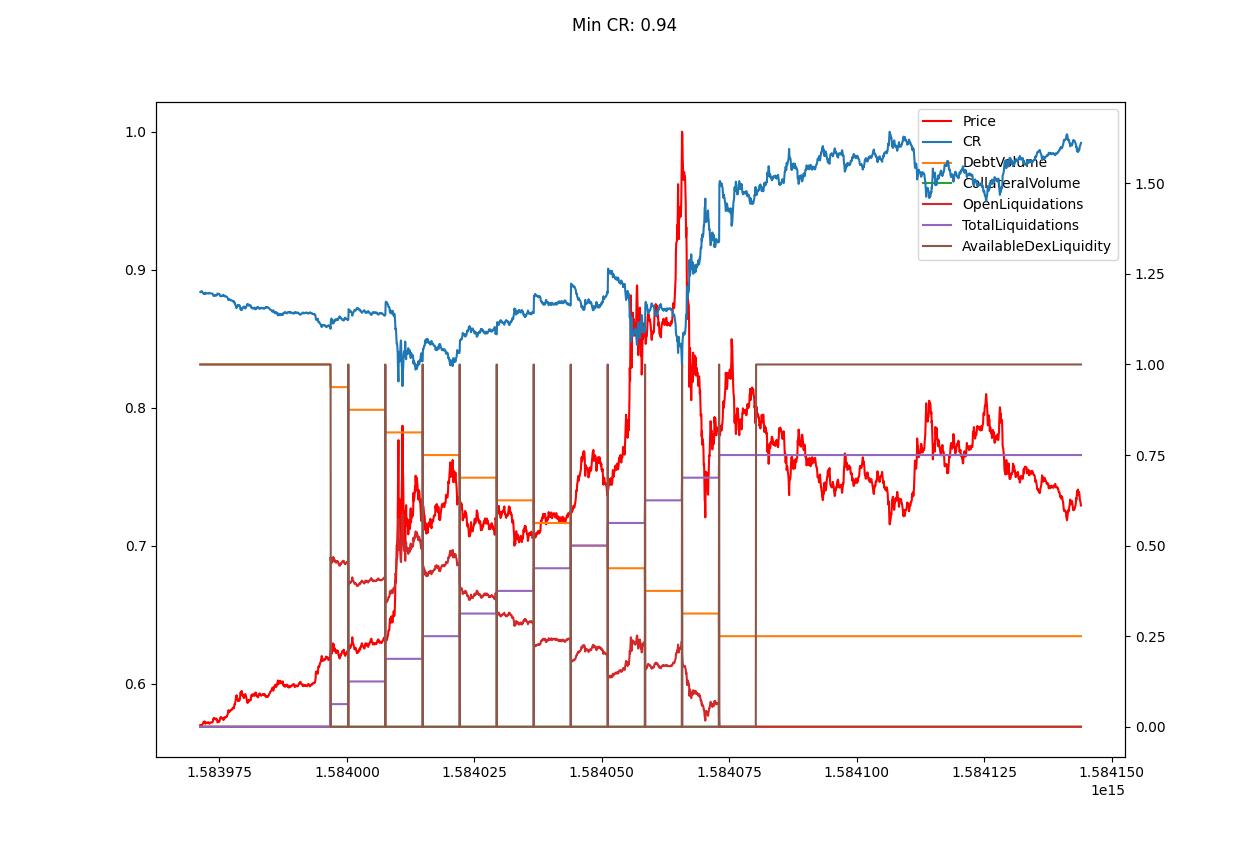 Min CR: 0.94
1.0
0.9
0.8
0.7
0.6
1.50
1.25
1.00
0.75
0.50
0.25
0.00
Price
CR
DebtVolume
CollateralVolume
OpenLiquidations
TotalLiquidations
AvailableDexLiquidity
1.583975 1.584000 1.584025 1.584050 1.584075 1.584100 1.584125 1.584150
1e15